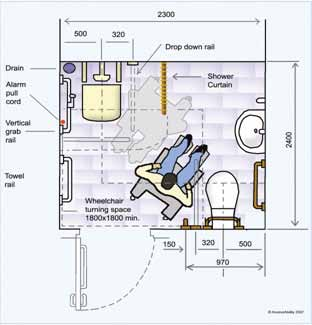 2300
500
320
Drop down rail
Drain
Shower
Curtain
Alarm
pull
cord
Vertical
grab
rail
2400
Towel
rail
Wheelchair
turning space
1800x1800 min.
150
320
500
970